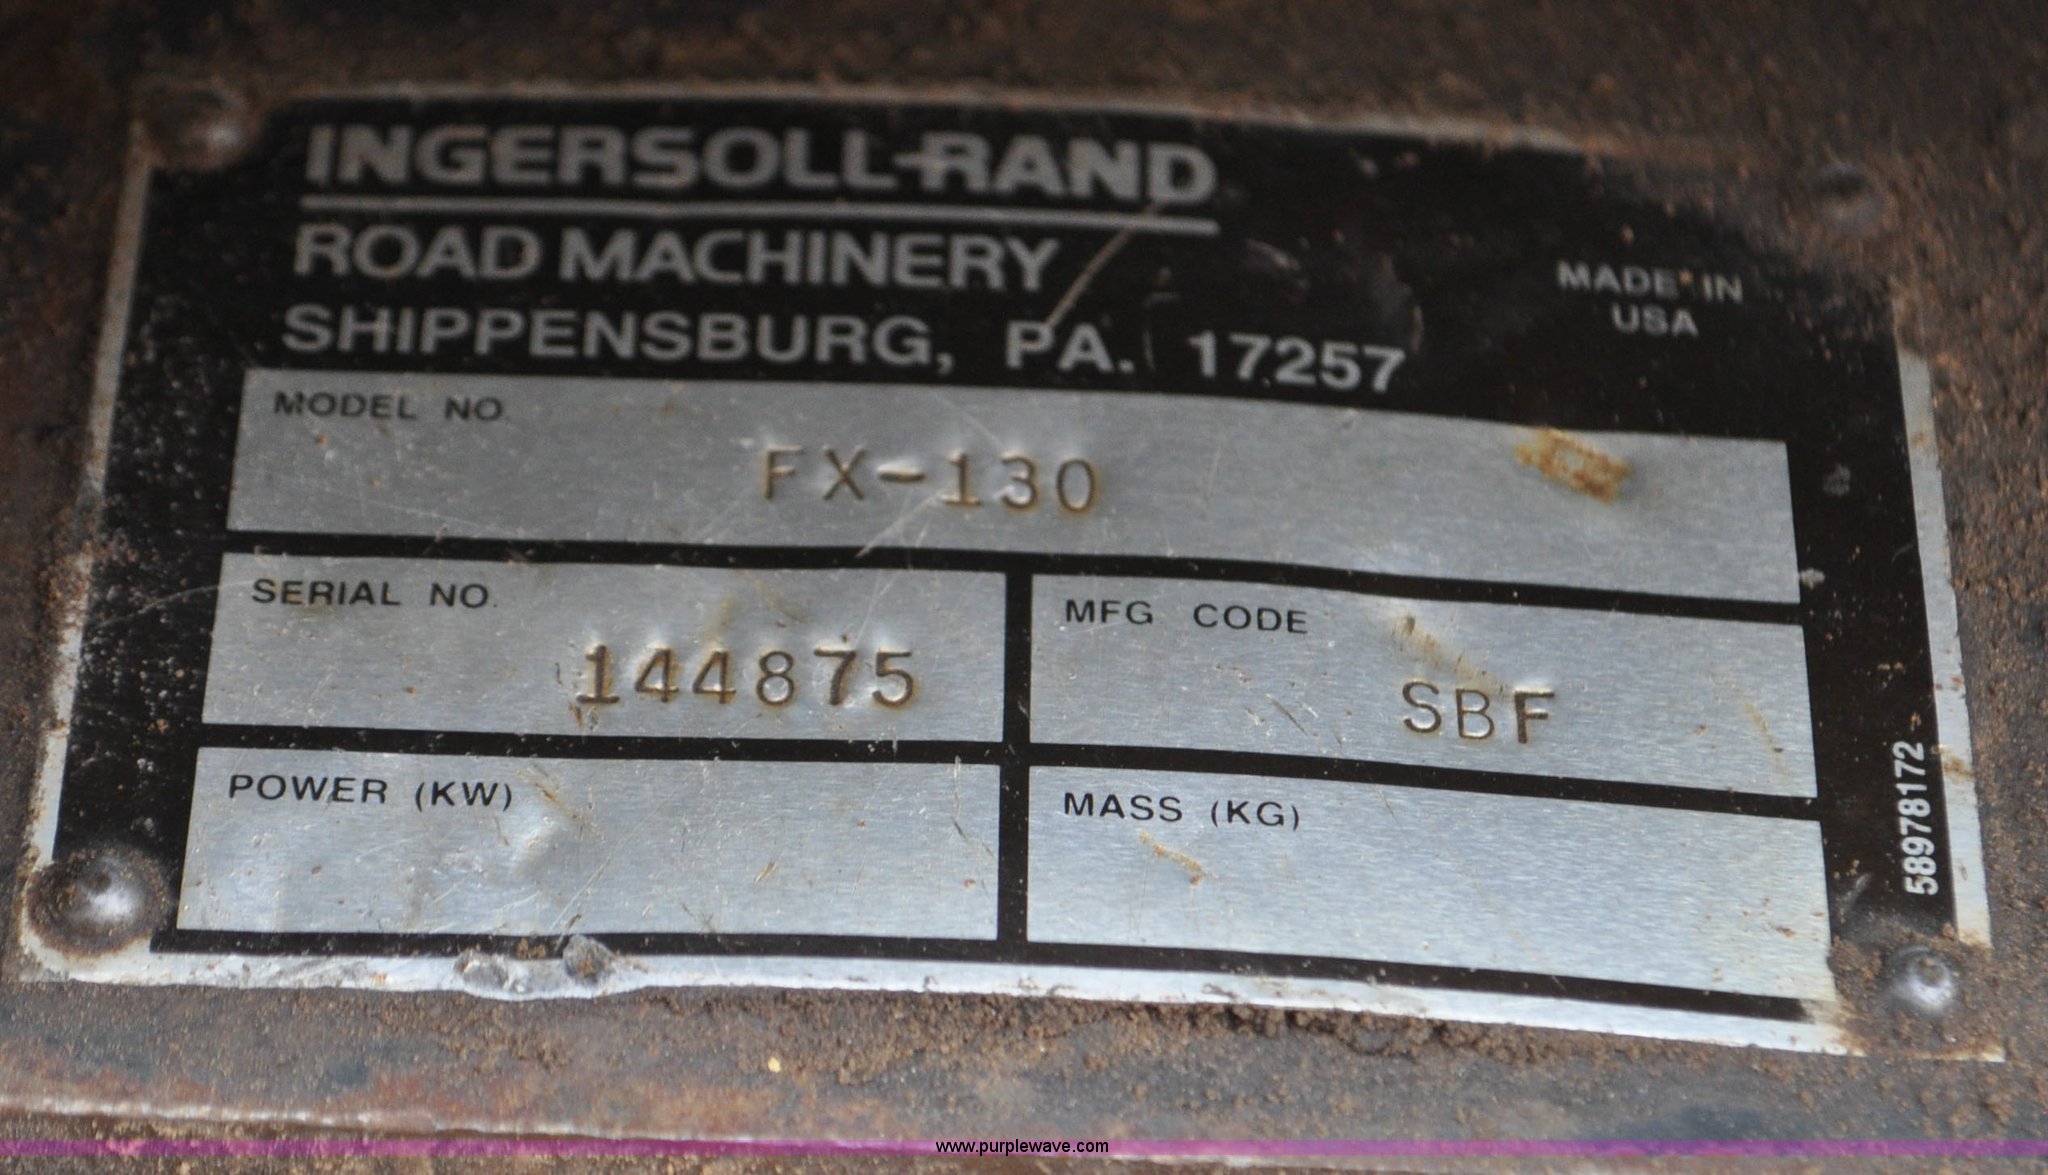 INGERSOLL-RAND
ROAD MACHINERY
SHIPPENSBURG, PA. 17257
MADE IN
USA
MODEL NO.
FX-130
SERIAL NO.
144875
MFG CODE
SBF
POWER (KW)
MASS (KG)
58978172
www.purplewave.com